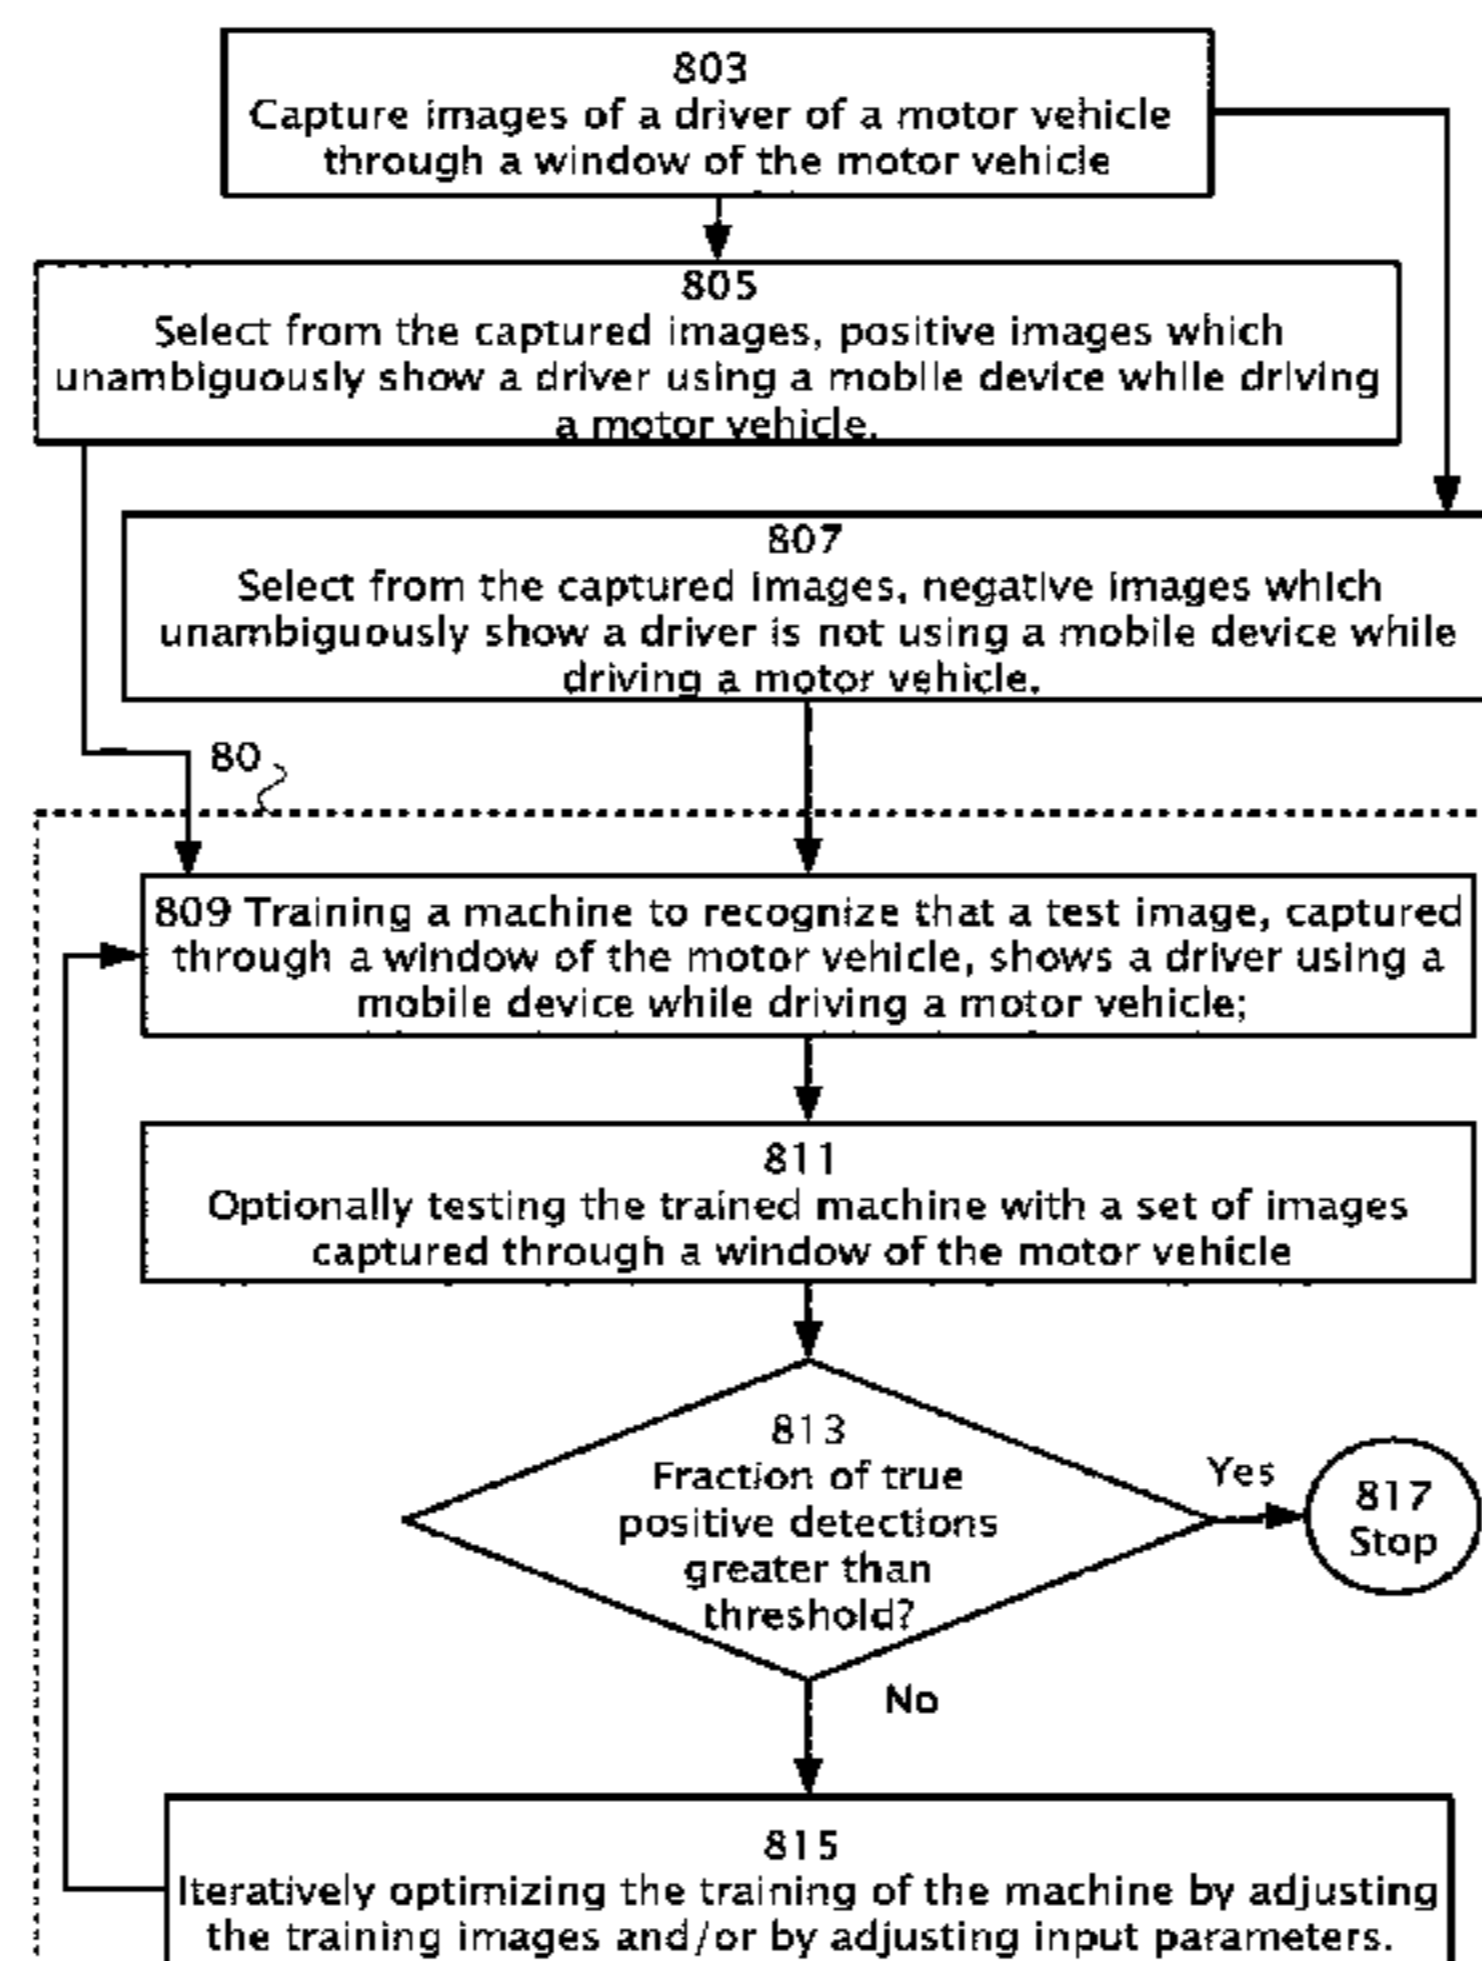 803
Capture images of a driver of a motor vehicle
through a window of the motor vehicle
805
Select from the captured images, positive images which
unambiguously show a driver using a mobile device while driving
a motor vehicle.
807
Select from the captured images, negative images which
unambiguously show a driver is not using a mobile device while
driving a motor vehicle.
80
809 Training a machine to recognize that a test image, captured
through a window of the motor vehicle, shows a driver using a
mobile device while driving a motor vehicle;
811
Optionally testing the trained machine with a set of images
captured through a window of the motor vehicle
813
Fraction of true
positive detections
greater than
threshold?
Yes
817
Stop
No
815
Iteratively optimizing the training of the machine by adjusting
the training images and/or by adjusting input parameters.